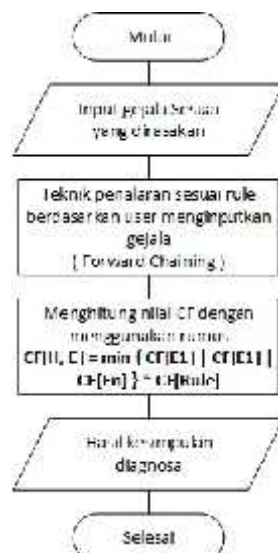 Mulai
Input gejala Sesuai
yang dirasakan
Teknik penalaran sesuai rule
berdasarkan user menginputkan
gejala
( Forward Chaining )
Menghitung nilai CF dengan
menggunakan rumus
CF[H, E] = min { CF[E1] | CF[E1] |
CF[En] } * CF[Rule]
Hasil kesimpulan
diagnosa
Selesai